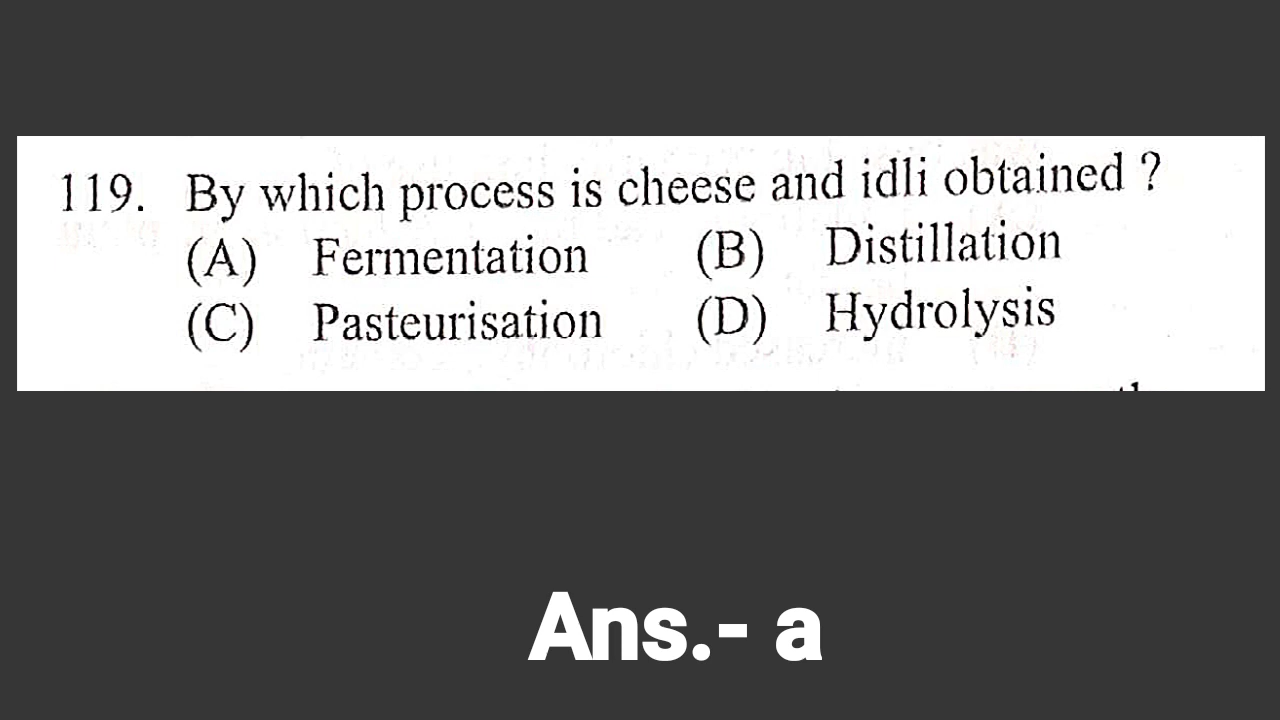 119. By which process is cheese and idli obtained ?
(A) Fermentation (B) Distillation
(C) Pasteurisation (D) Hydrolysis
Ans.- a